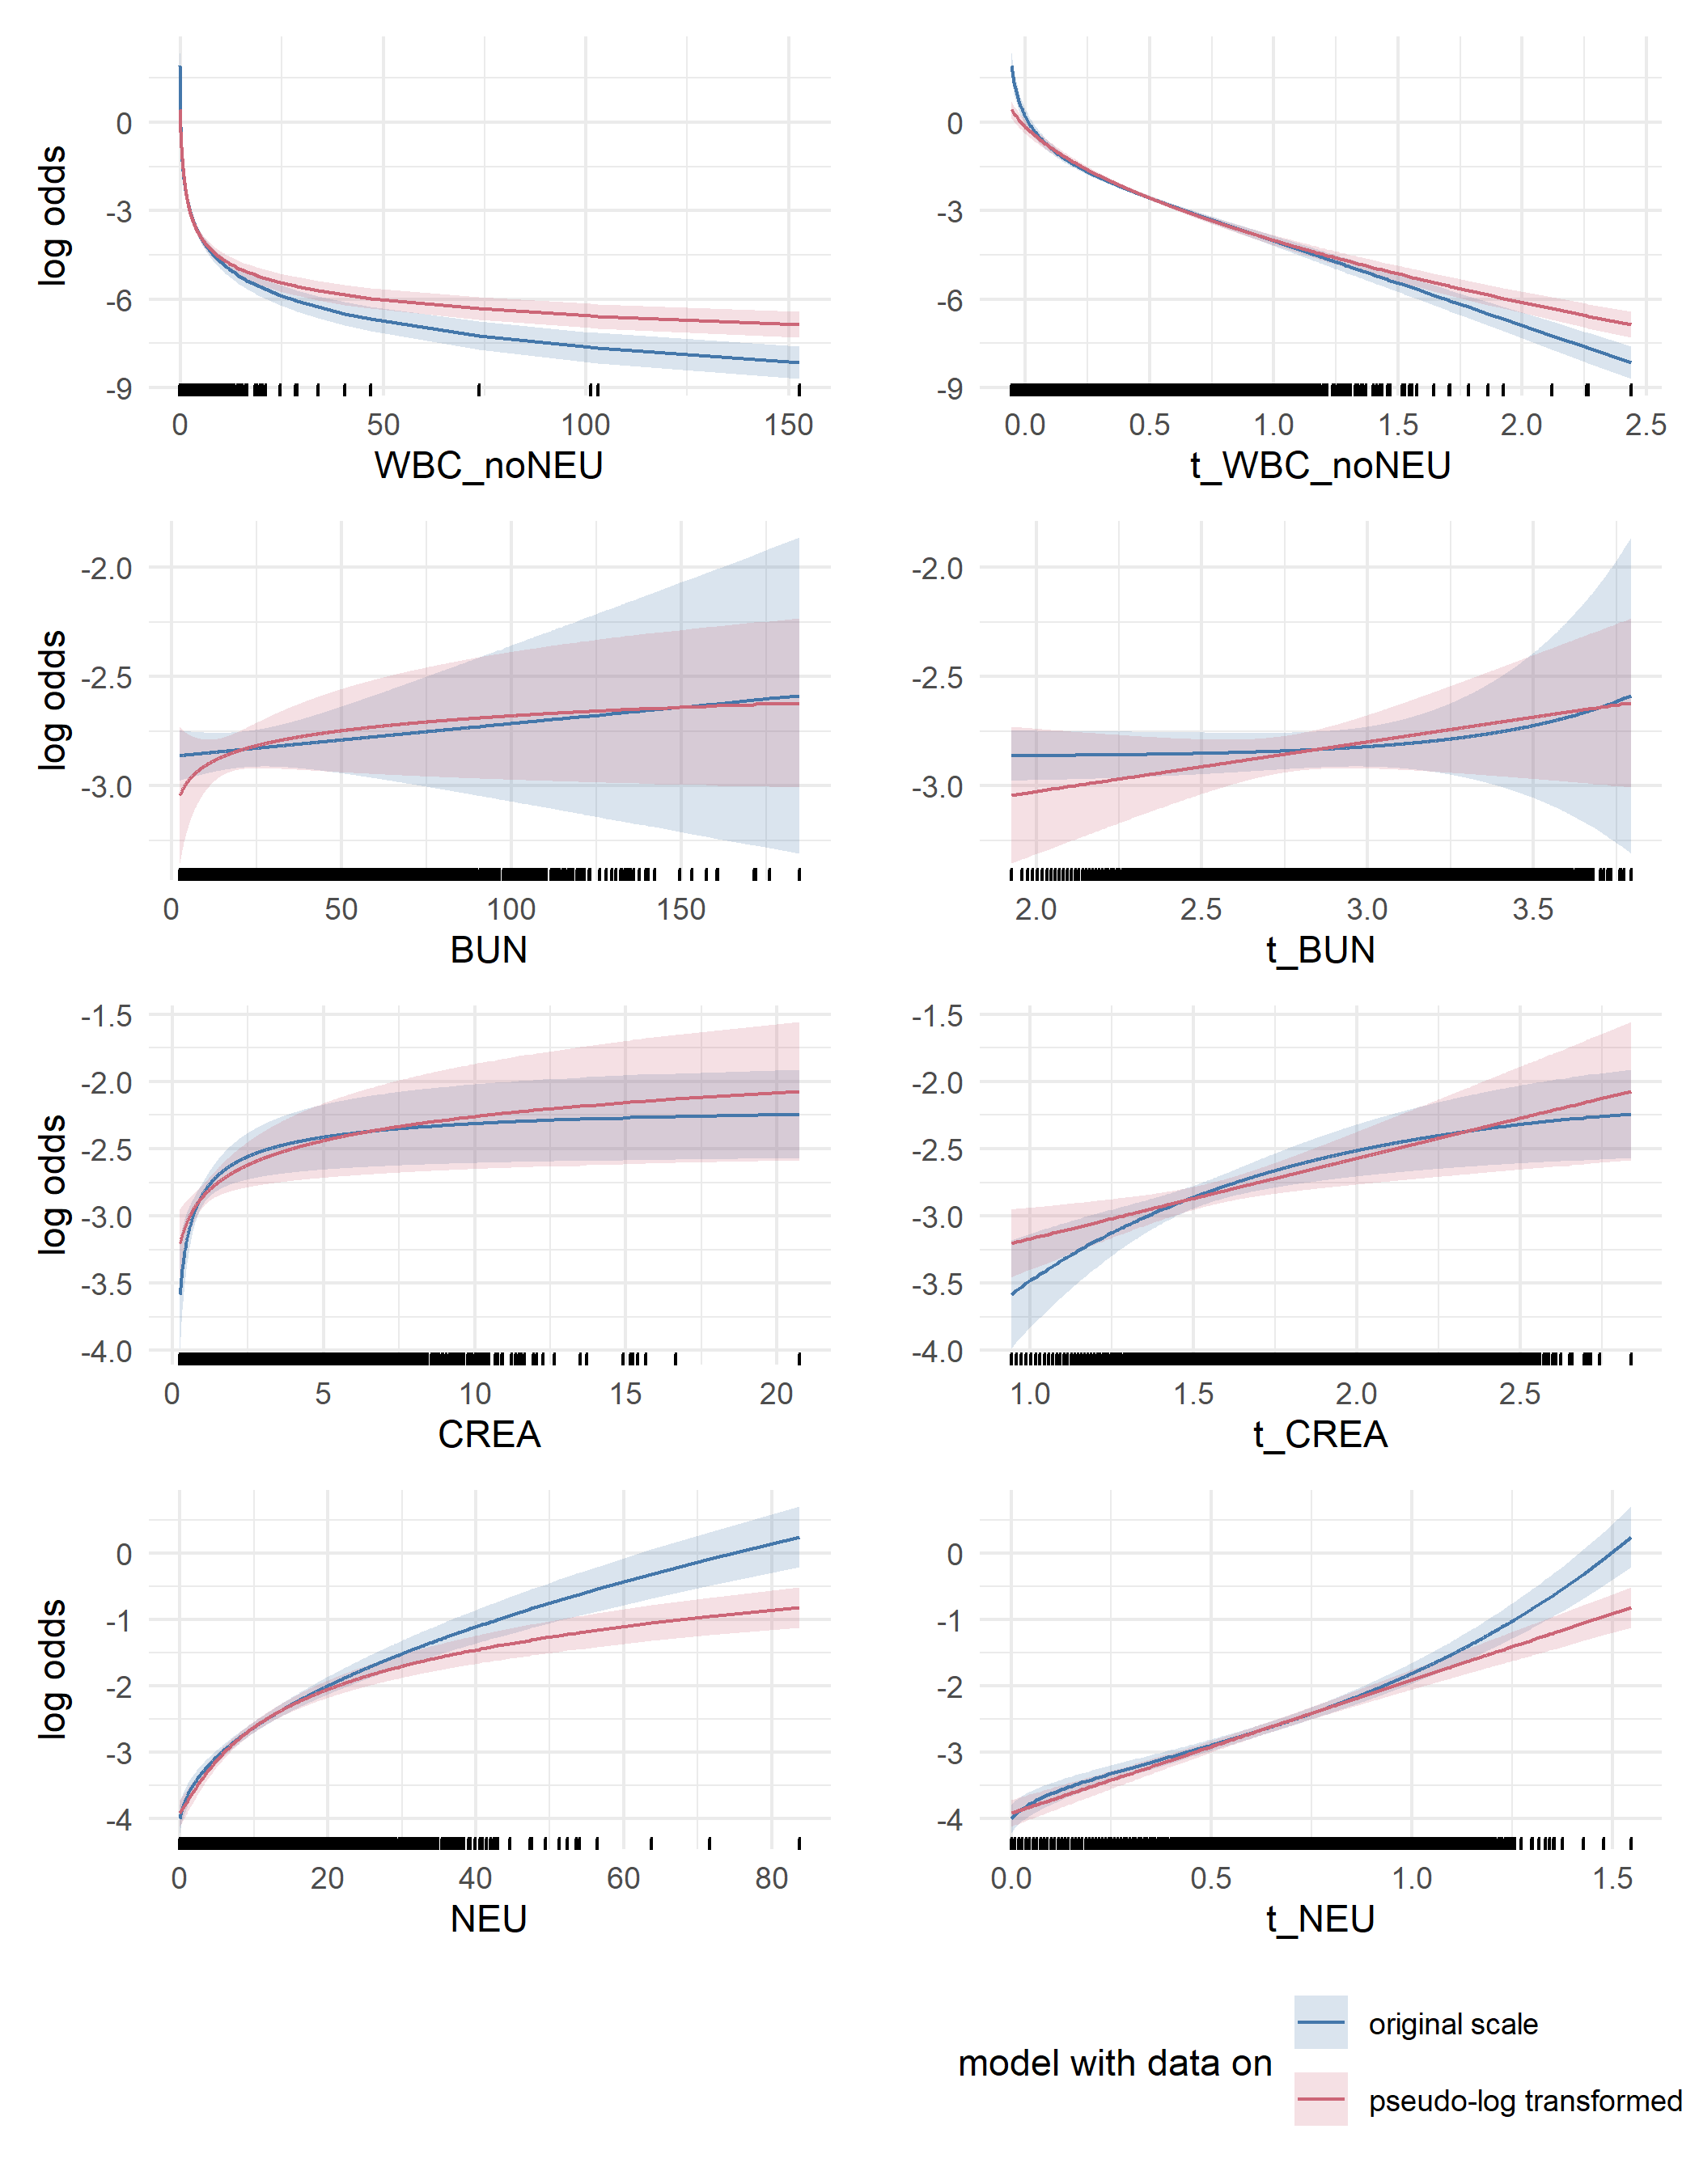 log odds
0
-3
-6
-9
0 50 100 150
WBC_noNEU
0
-3
-6
-9
0.0 0.5 1.0 1.5 2.0 2.5
t_WBC_noNEU
log odds
-2.0
-2.5
-3.0
0 50 100 150
BUN
-2.0
-2.5
-3.0
2.0 2.5 3.0 3.5
t_BUN
log odds
-1.5
-2.0
-2.5
-3.0
-3.5
-4.0
0 5 10 15 20
CREA
-1.5
-2.0
-2.5
-3.0
-3.5
-4.0
1.0 1.5 2.0 2.5
t_CREA
log odds
0
-1
-2
-3
-4
0 20 40 60 80
NEU
0
-1
-2
-3
-4
0.0 0.5 1.0 1.5
t_NEU
model with data on
original scale
pseudo-log transformed